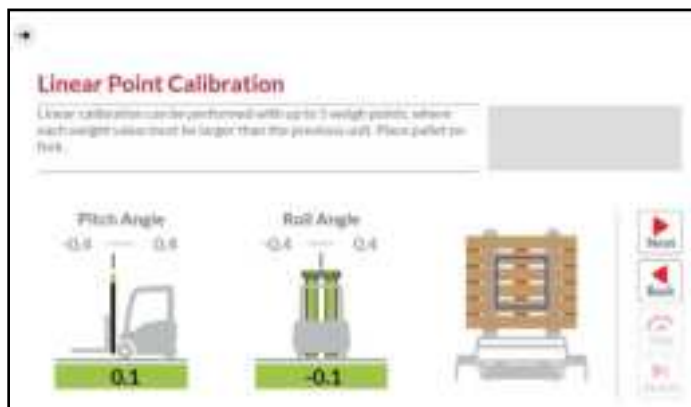 Linear Point Calibration
Linear calibration can be performed with up to 5 weigh points, where
each weight value must be larger than the previous unit. Place pallet on
fork.
Pitch Angle
-0.4 0.4
Roll Angle
-0.4 0.4
Next
Back
0.1
-0.1